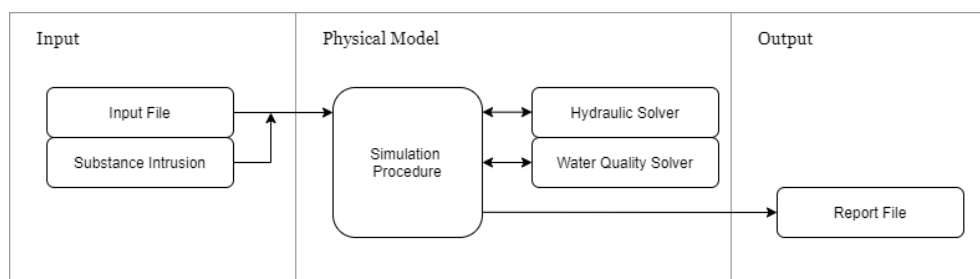 Input
Physical Model
Output
Input File
Substance Intrusion
Simulation
Procedure
Hydraulic Solver
Water Quality Solver
Report File